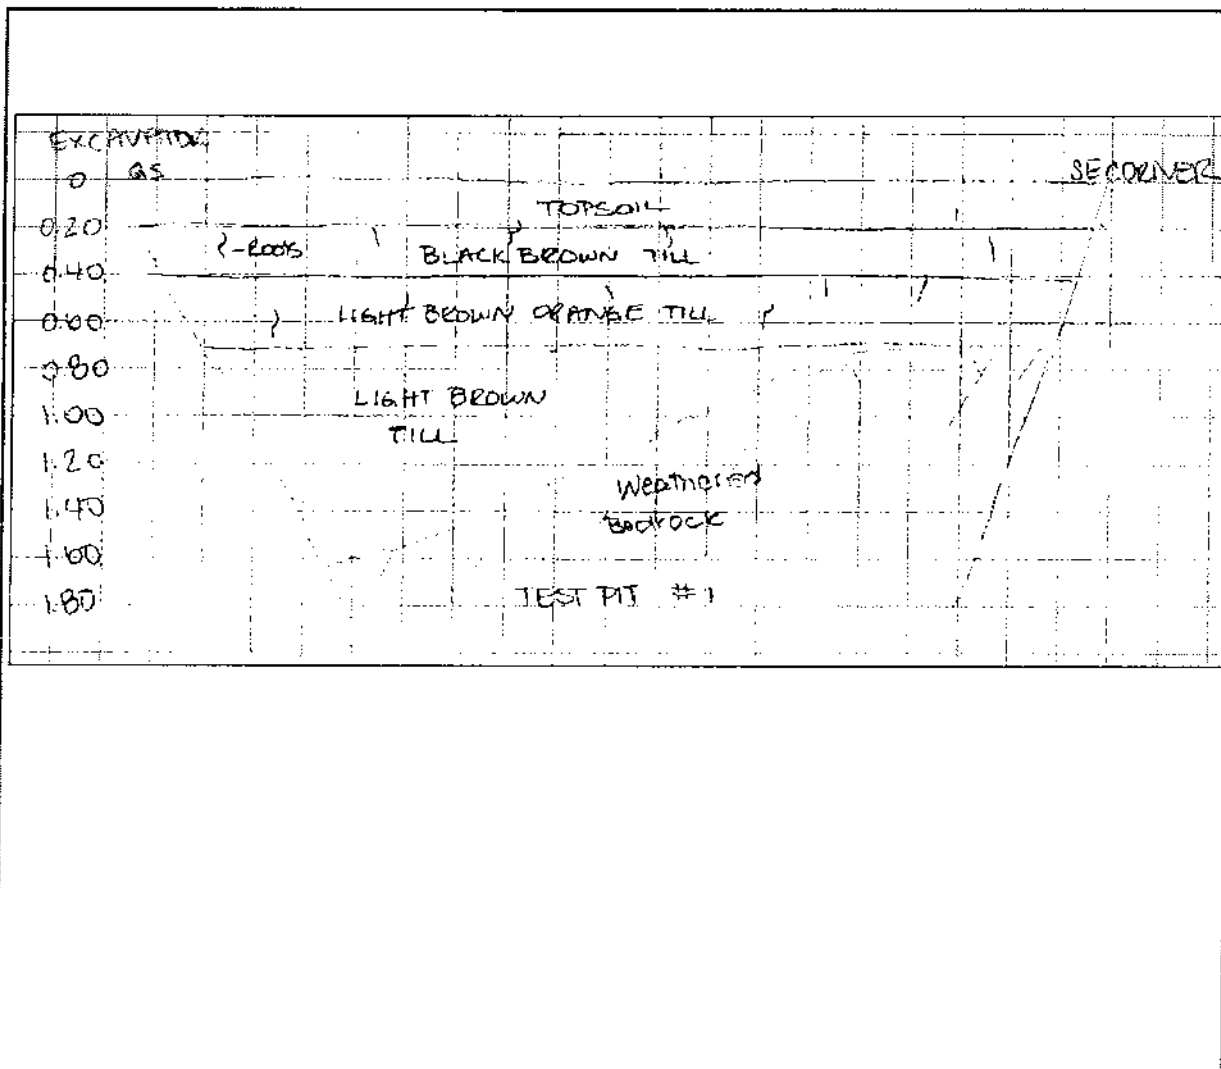 EXCAVATION
GS
SE CORNER
0
TOPSOIL
0.20
ROOTS BLACK BROWN TILL
0.40
LIGHT BROWN ORANGE TILL
0.60
0.80
LIGHT BROWN
1.00
TILL
1.20
Weathered
1.40
Bedrock
1.60
1.80
TEST PIT #1